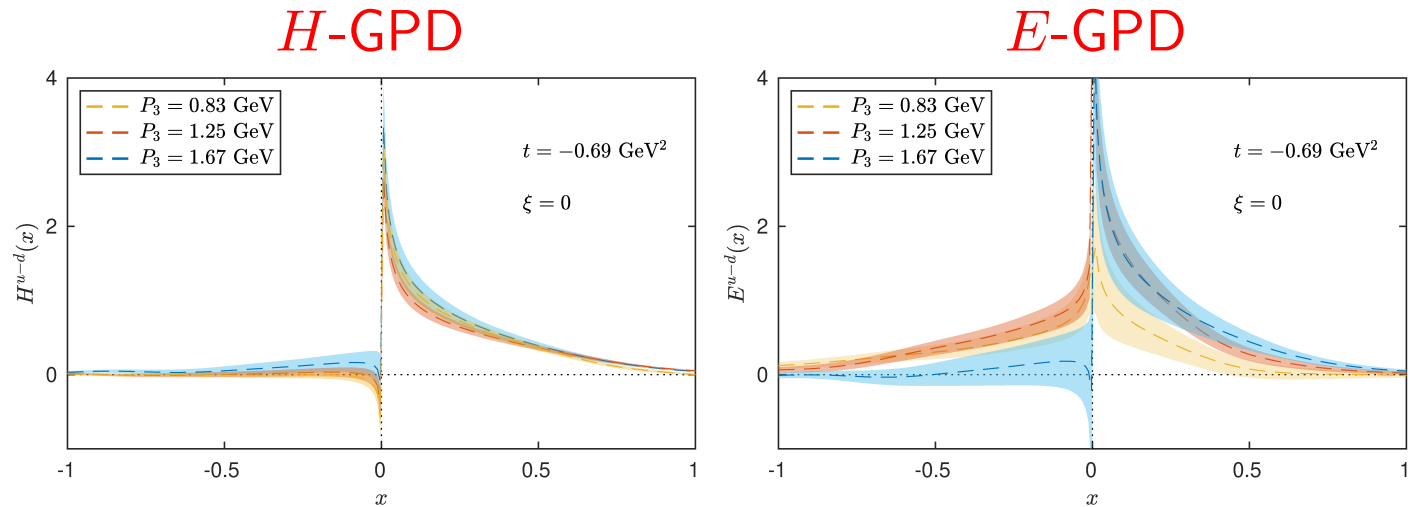 H-GPD
4
2
0
-1
-0.5
0
0.5
1
P₃ = 0.83 GeV
P₃ = 1.25 GeV
P₃ = 1.67 GeV
t = −0.69 GeV²
ξ = 0
H^{u−d}(x)
x
E-GPD
4
2
0
-1
-0.5
0
0.5
1
P₃ = 0.83 GeV
P₃ = 1.25 GeV
P₃ = 1.67 GeV
t = −0.69 GeV²
ξ = 0
E^{u−d}(x)
x